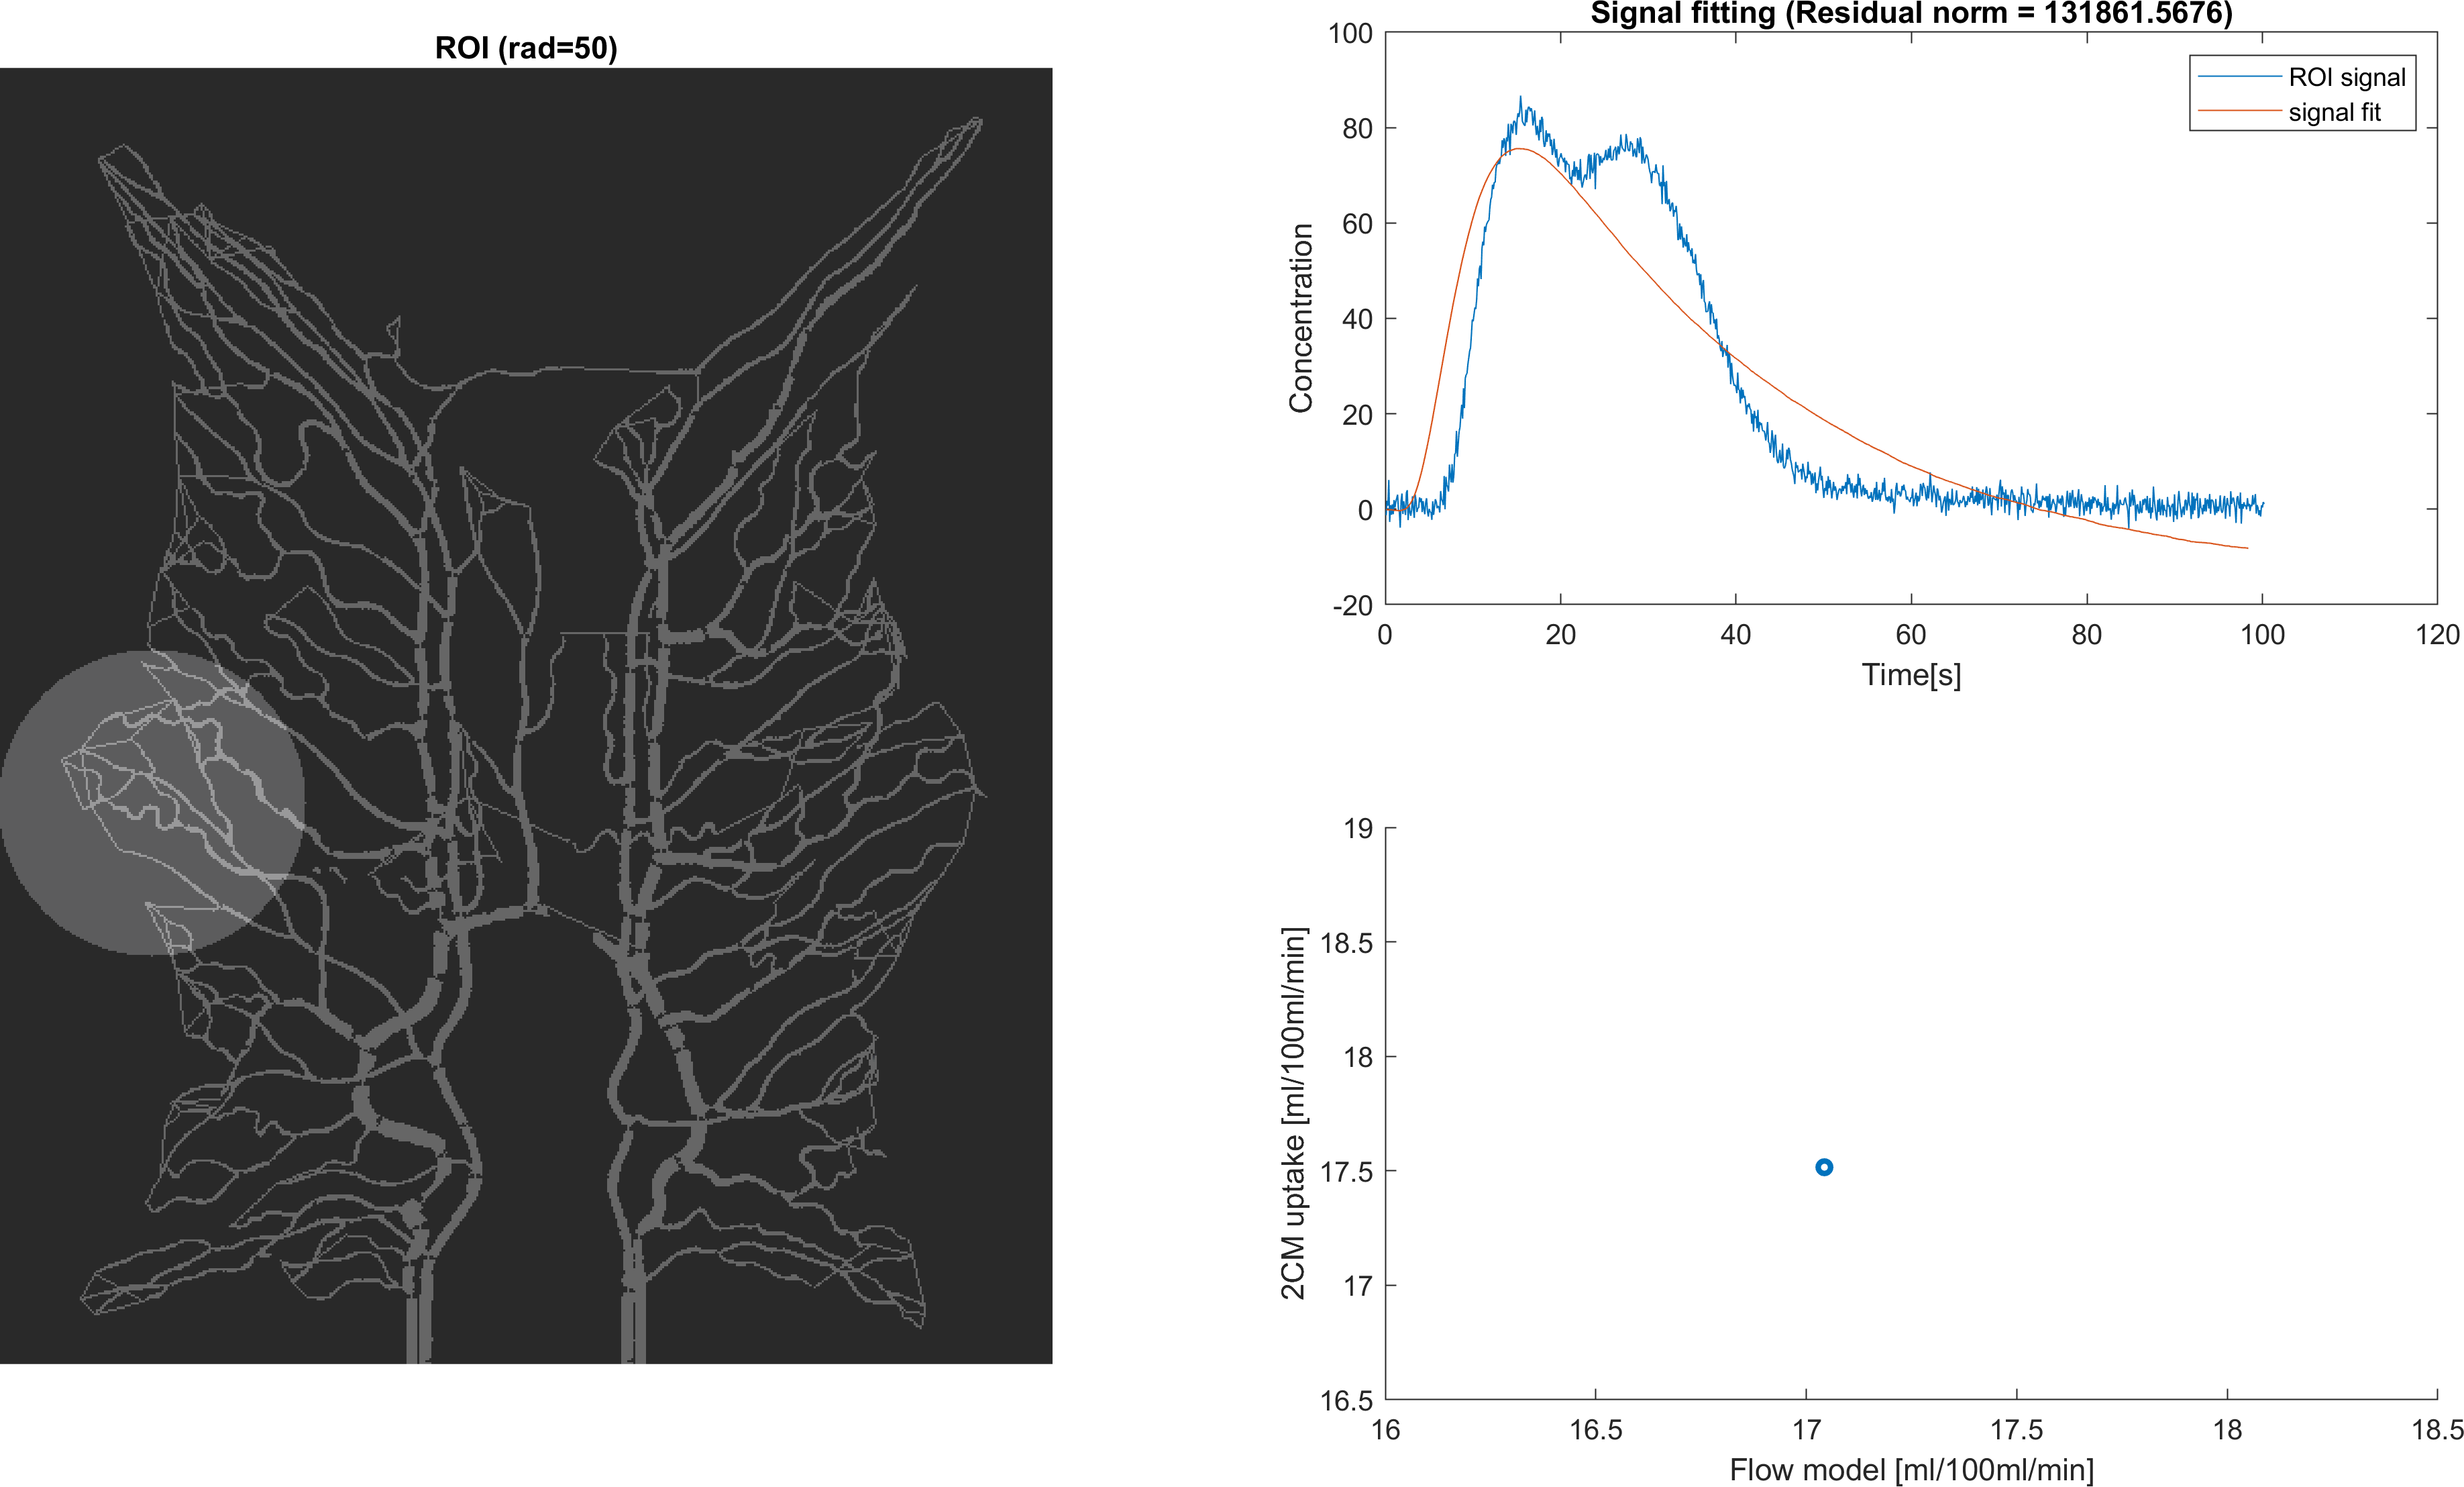 ROI (rad=50)
Signal fitting (Residual norm = 131861.5676)
100
80
60
40
20
0
-20
Concentration
ROI signal
signal fit
0 20 40 60 80 100 120
Time[s]
19
18.5
18
17.5
17
16.5
2CM uptake [ml/100ml/min]
16 16.5 17 17.5 18 18.5
Flow model [ml/100ml/min]